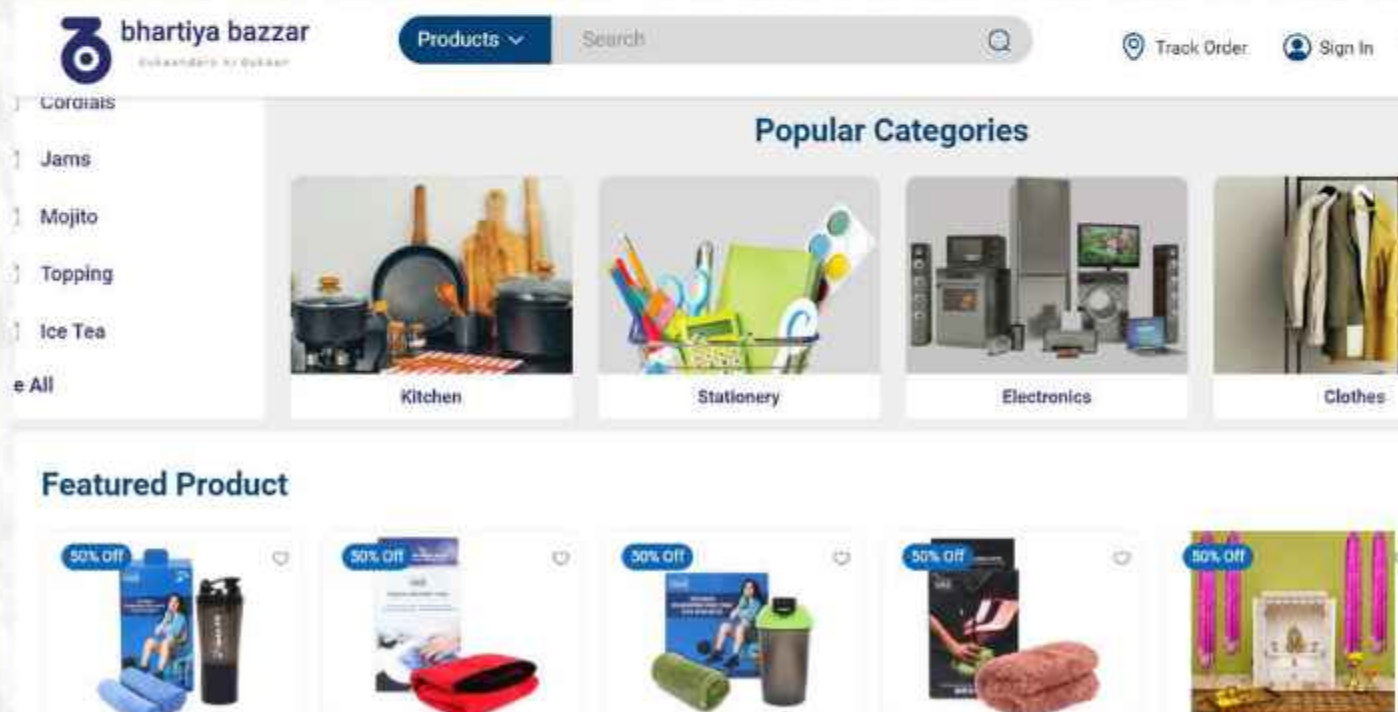 bhartiya bazzar
Products
Search
Track Order
Sign In
Cordials
Jams
Mojito
Topping
Ice Tea
e All
Popular Categories
Kitchen
Stationery
Electronics
Clothes
Featured Product
50% Off
50% Off
50% Off
50% Off
50% Off